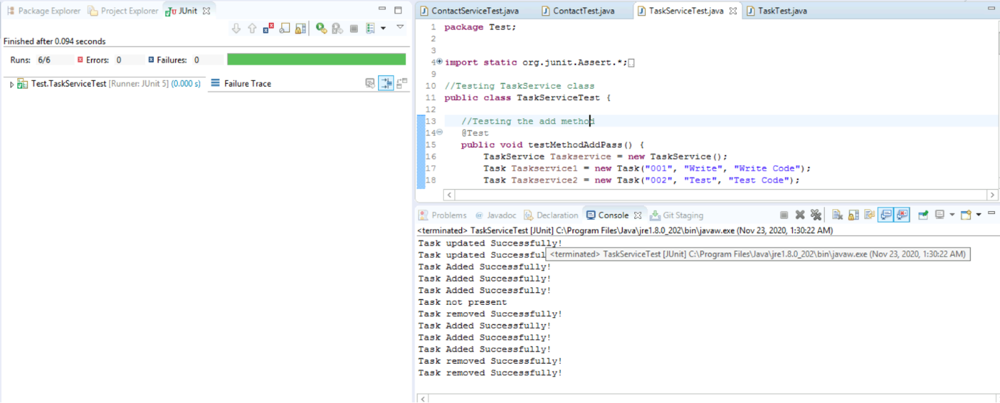 Package Explorer Project Explorer JUnit
Finished after 0.094 seconds
Runs: 6/6 Errors: 0 Failures: 0
Test.TaskServiceTest [Runner: JUnit 5] (0.000 s)
Failure Trace
ContactServiceTest.java ContactTest.java TaskServiceTest.java TaskTest.java
1 package Test;
2
3
4 import static org.junit.Assert.*;
9
10 //Testing TaskService class
11 public class TaskServiceTest {
12
13 //Testing the add method
14 @Test
15 public void testMethodAddPass() {
16 TaskService Taskservice = new TaskService();
17 Task Taskservice1 = new Task("001", "Write", "Write Code");
18 Task Taskservice2 = new Task("002", "Test", "Test Code");
Problems Javadoc Declaration Console Git Staging
<terminated> TaskServiceTest [JUnit] C:\Program Files\Java\jre1.8.0_202\bin\javaw.exe (Nov 23, 2020, 1:30:22 AM)
Task updated Successfully!
Task updated Successful
<terminated> TaskServiceTest [JUnit] C:\Program Files\Java\jre1.8.0_202\bin\javaw.exe (Nov 23, 2020, 1:30:22 AM)
Task Added Successfully!
Task Added Successfully!
Task Added Successfully!
Task not present
Task removed Successfully!
Task Added Successfully!
Task Added Successfully!
Task Added Successfully!
Task removed Successfully!
Task removed Successfully!